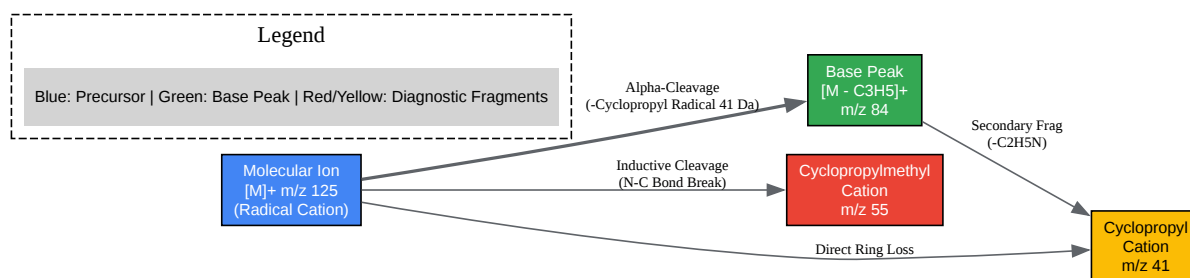 Legend
Blue: Precursor | Green: Base Peak | Red/Yellow: Diagnostic Fragments
Alpha-Cleavage
(-Cyclopropyl Radical 41 Da)
Base Peak
[M - C3H5]+
m/z 84
Secondary Frag
(-C2H5N)
Molecular Ion
[M]+ m/z 125
(Radical Cation)
Inductive Cleavage
(N-C Bond Break)
Cyclopropylmethyl
Cation
m/z 55
Direct Ring Loss
Cyclopropyl
Cation
m/z 41